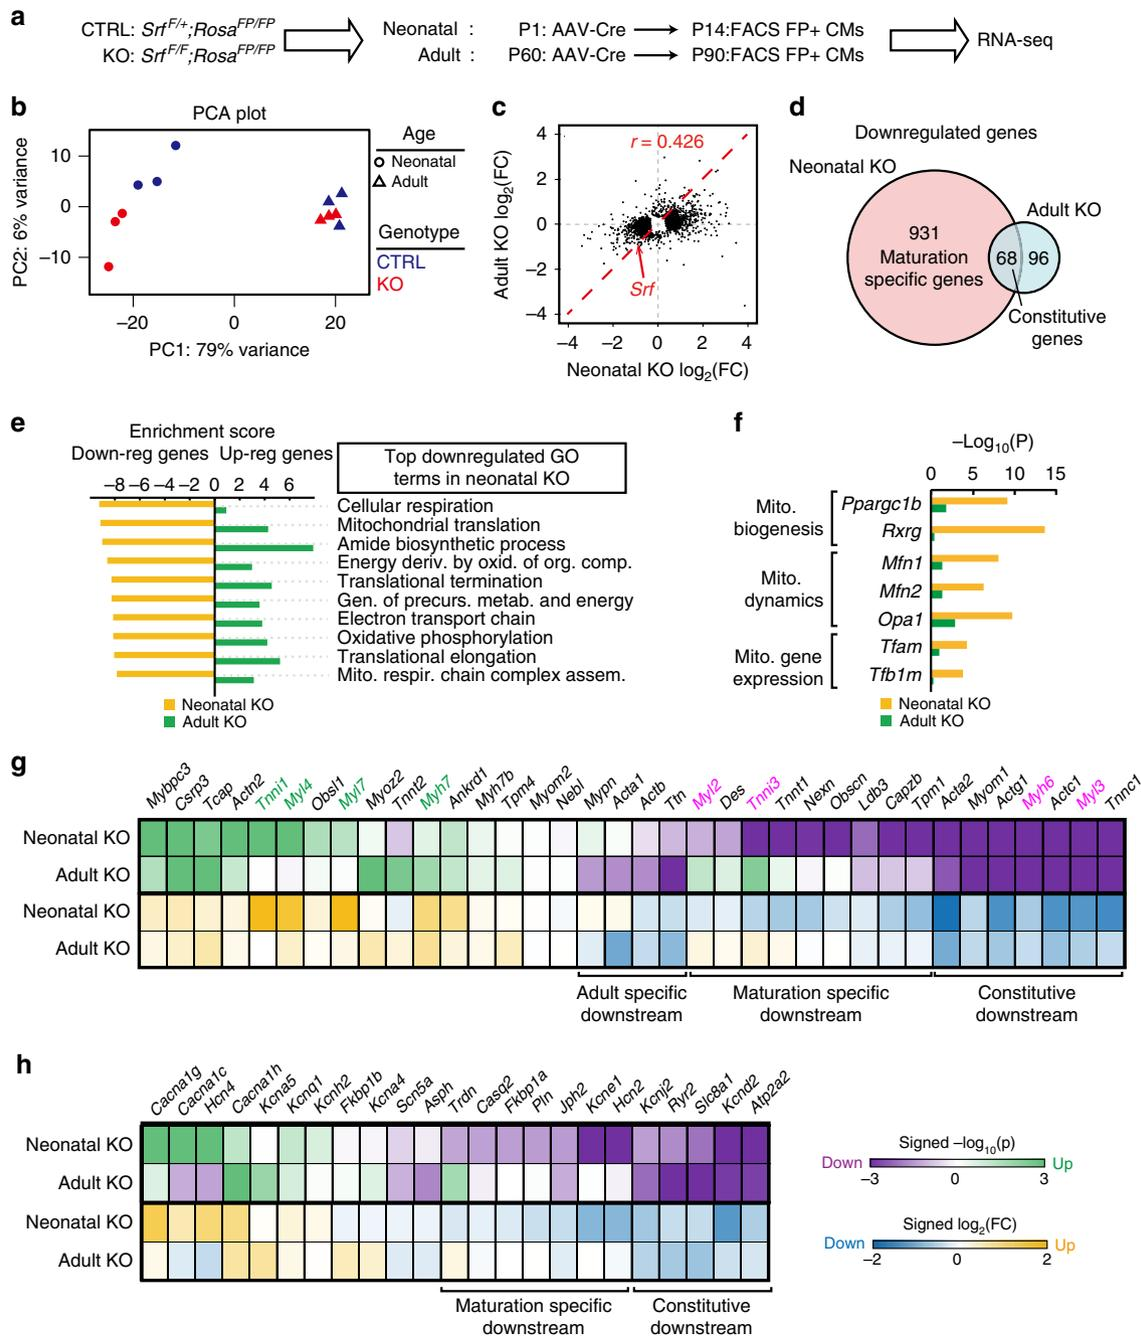 a
CTRL: Srf F/+;Rosa FP/FP
KO: Srf F/F;Rosa FP/FP
Neonatal : P1: AAV-Cre P14:FACS FP+ CMs
Adult : P60: AAV-Cre P90:FACS FP+ CMs
RNA-seq
b
PCA plot
PC2: 6% variance
10
0
−10
−20 0 20
PC1: 79% variance
Age
Neonatal
Adult
Genotype
CTRL
KO
c
Adult KO log2(FC)
4
2
0
−2
−4
r = 0.426
Srf
−4 −2 0 2 4
Neonatal KO log2(FC)
d
Downregulated genes
Neonatal KO
Adult KO
931
Maturation
specific genes
68 96
Constitutive
genes
e
Enrichment score
Down-reg genes Up-reg genes
−8 −6 −4 −2 0 2 4 6
Top downregulated GO
terms in neonatal KO
Cellular respiration
Mitochondrial translation
Amide biosynthetic process
Energy deriv. by oxid. of org. comp.
Translational termination
Gen. of precurs. metab. and energy
Electron transport chain
Oxidative phosphorylation
Translational elongation
Mito. respir. chain complex assem.
Neonatal KO
Adult KO
f
−Log10(P)
0 5 10 15
Mito.
biogenesis
Ppargc1b
Rxrg
Mito.
dynamics
Mfn1
Mfn2
Opa1
Mito. gene
expression
Tfam
Tfb1m
Neonatal KO
Adult KO
g
Mybpc3 Csrp3 Tcap Actn2 Tnni1 Myl4 Obsl1 Myl7 Myoz2 Tnnt2 Myh7 Ankrd1 Myh7b Tpm4 Myom2 Nebl Mypn Acta1 Actb Ttn Myl2 Des Tnni3 Tnnt1 Nexn Obscn Ldb3 Capzb Tpm1 Acta2 Myom1 Actg1 Myh6 Actc1 Myl3 Tnnc1
Neonatal KO
Adult KO
Neonatal KO
Adult KO
Adult specific
downstream
Maturation specific
downstream
Constitutive
downstream
h
Cacna1g Cacna1c Hcn4 Cacna1h Kcna5 Kcnq1 Kcnh2 Fkbp1b Kcna4 Scn5a Asph Trdn Casq2 Fkbp1a Pln Jph2 Kcne1 Hcn2 Kcnj2 Ryr2 Slc8a1 Kcnd2 Atp2a2
Neonatal KO
Adult KO
Neonatal KO
Adult KO
Maturation specific
downstream
Constitutive
downstream
Signed −log10(p)
Down Up
−3 0 3
Signed log2(FC)
Down Up
−2 0 2